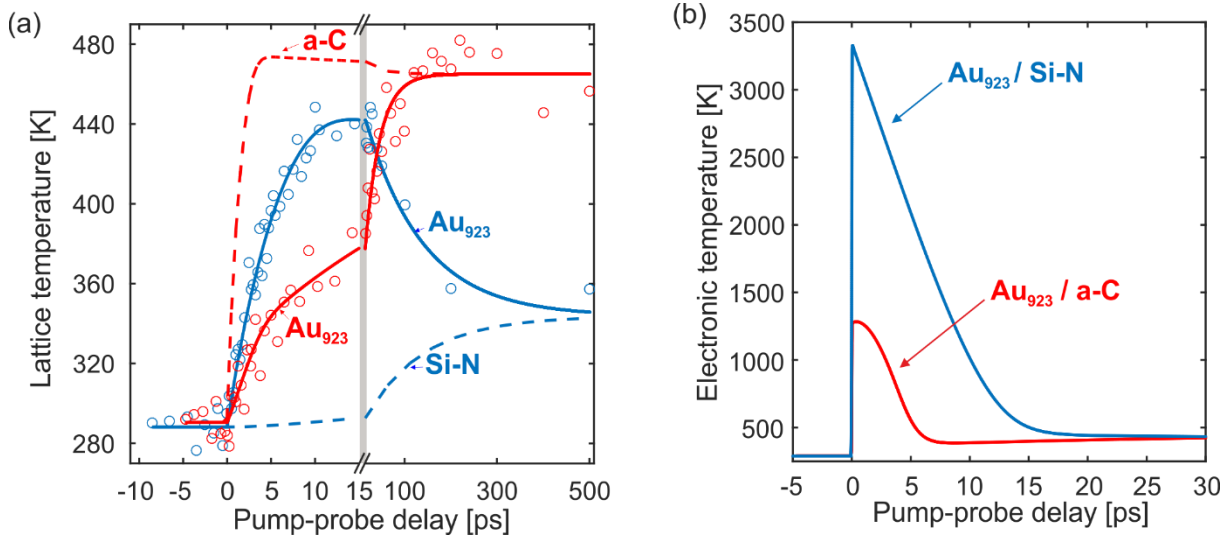 (a)
480
440
400
360
320
280
Lattice temperature [K]
a-C
Au923
Au923
Si-N
-10 -5 0 5 10 15 100 300 500
Pump-probe delay [ps]
(b)
3500
3000
2500
2000
1500
1000
500
Electronic temperature [K]
Au923 / Si-N
Au923 / a-C
-5 0 5 10 15 20 25 30
Pump-probe delay [ps]